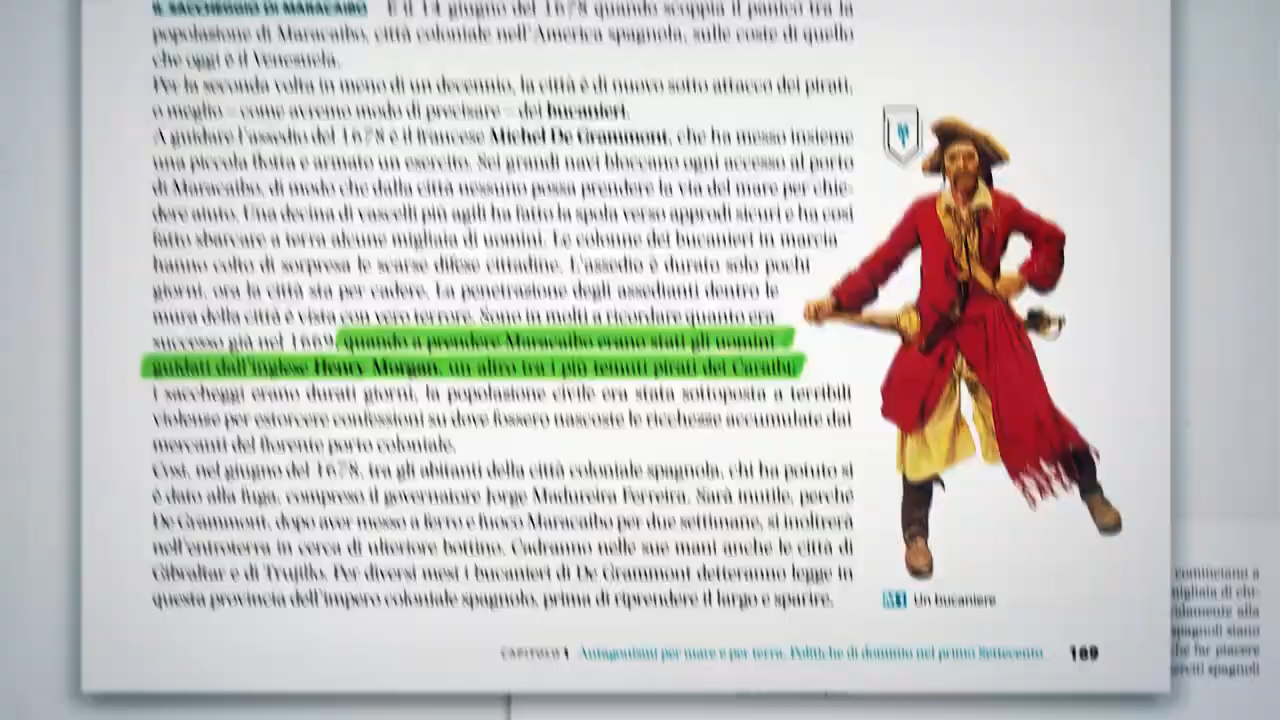 IL SACCHEGGIO DI MARACAIBO È il 14 giugno del 1678 quando scoppia il panico tra la
popolazione di Maracaibo, città coloniale nell'America spagnola, sulle coste di quello
che oggi è il Venezuela.
Per la seconda volta in meno di un decennio, la città è di nuovo sotto attacco dei pirati,
o meglio – come avremo modo di precisare – dei bucanieri.
A guidare l'assedio del 1678 è il francese Michel De Grammont, che ha messo insieme
una piccola flotta e armato un esercito. Sei grandi navi bloccano ogni accesso al porto
di Maracaibo, di modo che dalla città nessuno possa prendere la via del mare per chie-
dere aiuto. Una decina di vascelli più agili ha fatto la spola verso approdi sicuri e ha così
fatto sbarcare a terra alcune migliaia di uomini. Le colonne dei bucanieri in marcia
hanno colto di sorpresa le scarse difese cittadine. L'assedio è durato solo pochi
giorni, ora la città sta per cadere. La penetrazione degli assedianti dentro le
mura della città è vista con vero terrore. Sono in molti a ricordare quanto era
successo già nel quando a prendere Maracaibo erano stati gli uomini
guidati dall'inglese Henry Morgan, un altro tra i più temuti pirati dei Caraibi.
I saccheggi erano durati giorni, la popolazione civile era stata sottoposta a terribili
violenze per estorcere confessioni su dove fossero nascoste le ricchezze accumulate dai
mercanti del florente porto coloniale.
Così, nel giugno del 1678, tra gli abitanti della città coloniale spagnola, chi ha potuto si
è dato alla fuga, compreso il governatore Jorge Madureira Ferreira. Sarà inutile, perché
De Grammont, dopo aver messo a ferro e fuoco Maracaibo per due settimane, si inoltrerà
nell'entroterra in cerca di ulteriore bottino. Cadranno nelle sue mani anche le città di
Gibraltar e di Trujillo. Per diversi mesi i bucanieri di De Grammont detteranno legge in
questa provincia dell'impero coloniale spagnolo, prima di riprendere il largo e sparire.
Un bucaniere
CAPITOLO 1 Antagonismi per mare e per terra. Politiche di dominio nel primo Settecento 169
cominciano a
migliaia di chi-
alla
spagnoli siano
che far piacere
spagnoli